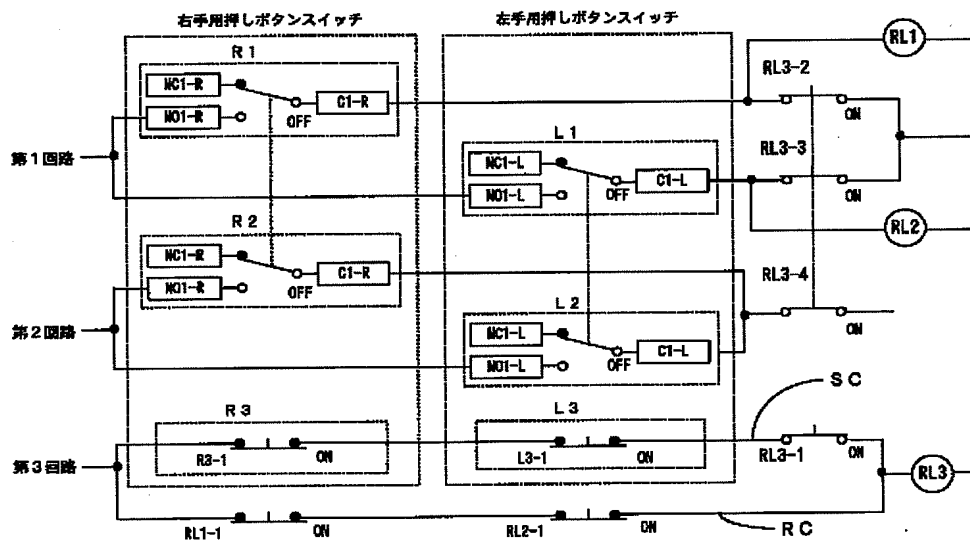 右手用押しボタンスイッチ
左手用押しボタンスイッチ
RL1
R1
NC1-R
C1-R
NO1-R
OFF
RL3-2
ON
第1回路
L1
RL3-3
NC1-L
C1-L
NO1-L
OFF
ON
RL2
R2
NC1-R
C1-R
NO1-R
OFF
RL3-4
第2回路
L2
ON
NC1-L
C1-L
NO1-L
OFF
SC
R3
L3
第3回路
R3-1
ON
L3-1
ON
RL3-1
ON
RL3
RL1-1
ON
RL2-1
ON
RC